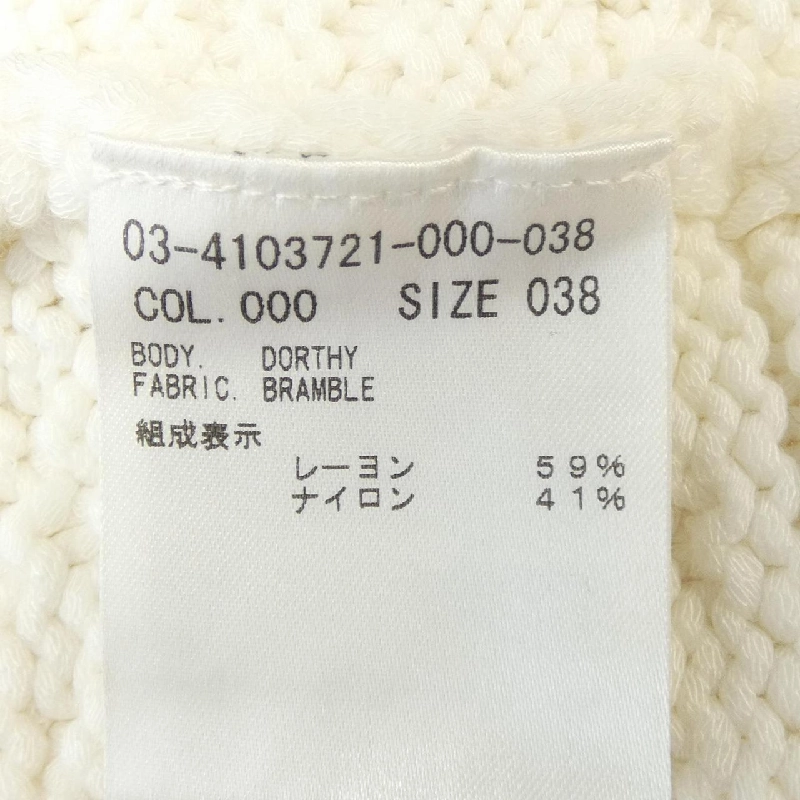 03-4103721-000-038
COL. 000 SIZE 038
BODY. DORTHY
FABRIC. BRAMBLE
組成表示
レーヨン 59%
ナイロン 41%